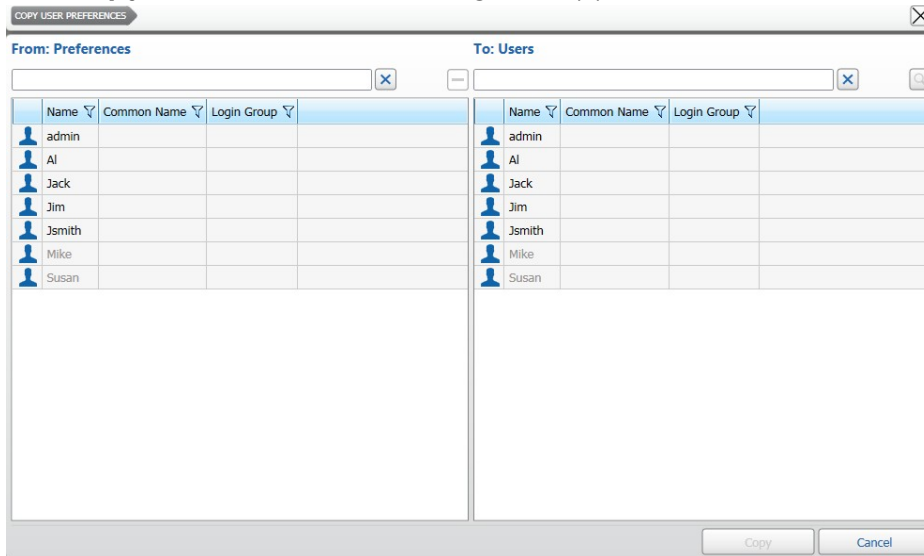 COPY USER PREFERENCES
From: Preferences
To: Users
Name Common Name Login Group
Name Common Name Login Group
admin
admin
Al
Al
Jack
Jack
Jim
Jim
Jsmith
Jsmith
Mike
Mike
Susan
Susan
Copy
Cancel